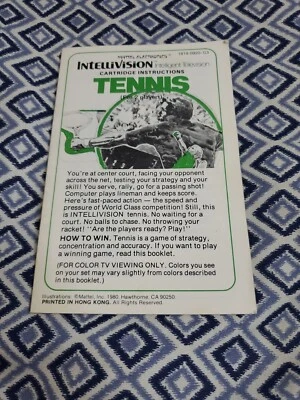 MATTEL ELECTRONICS
INTELLIVISION
Intelligent Television
CARTRIDGE INSTRUCTIONS
TENNIS
You're at center court, facing your opponent
across the net, testing your strategy and your
skill! You serve, rally, go for a passing shot!
Computer plays lineman and keeps score.
Here's fast-paced action — the speed and
pressure of World Class competition! Still, this
is INTELLIVISION tennis. No waiting for a
court. No balls to chase. No throwing your
racket! "Are the players ready? Play!"
HOW TO WIN. Tennis is a game of strategy,
concentration and accuracy. If you want to play
a winning game, read this booklet.
(FOR COLOR TV VIEWING ONLY. Colors you see
on your set may vary slightly from colors described
in this booklet.)
Illustrations ©Mattel, Inc. 1980, Hawthorne, CA 90250.
PRINTED IN HONG KONG. All Rights Reserved.